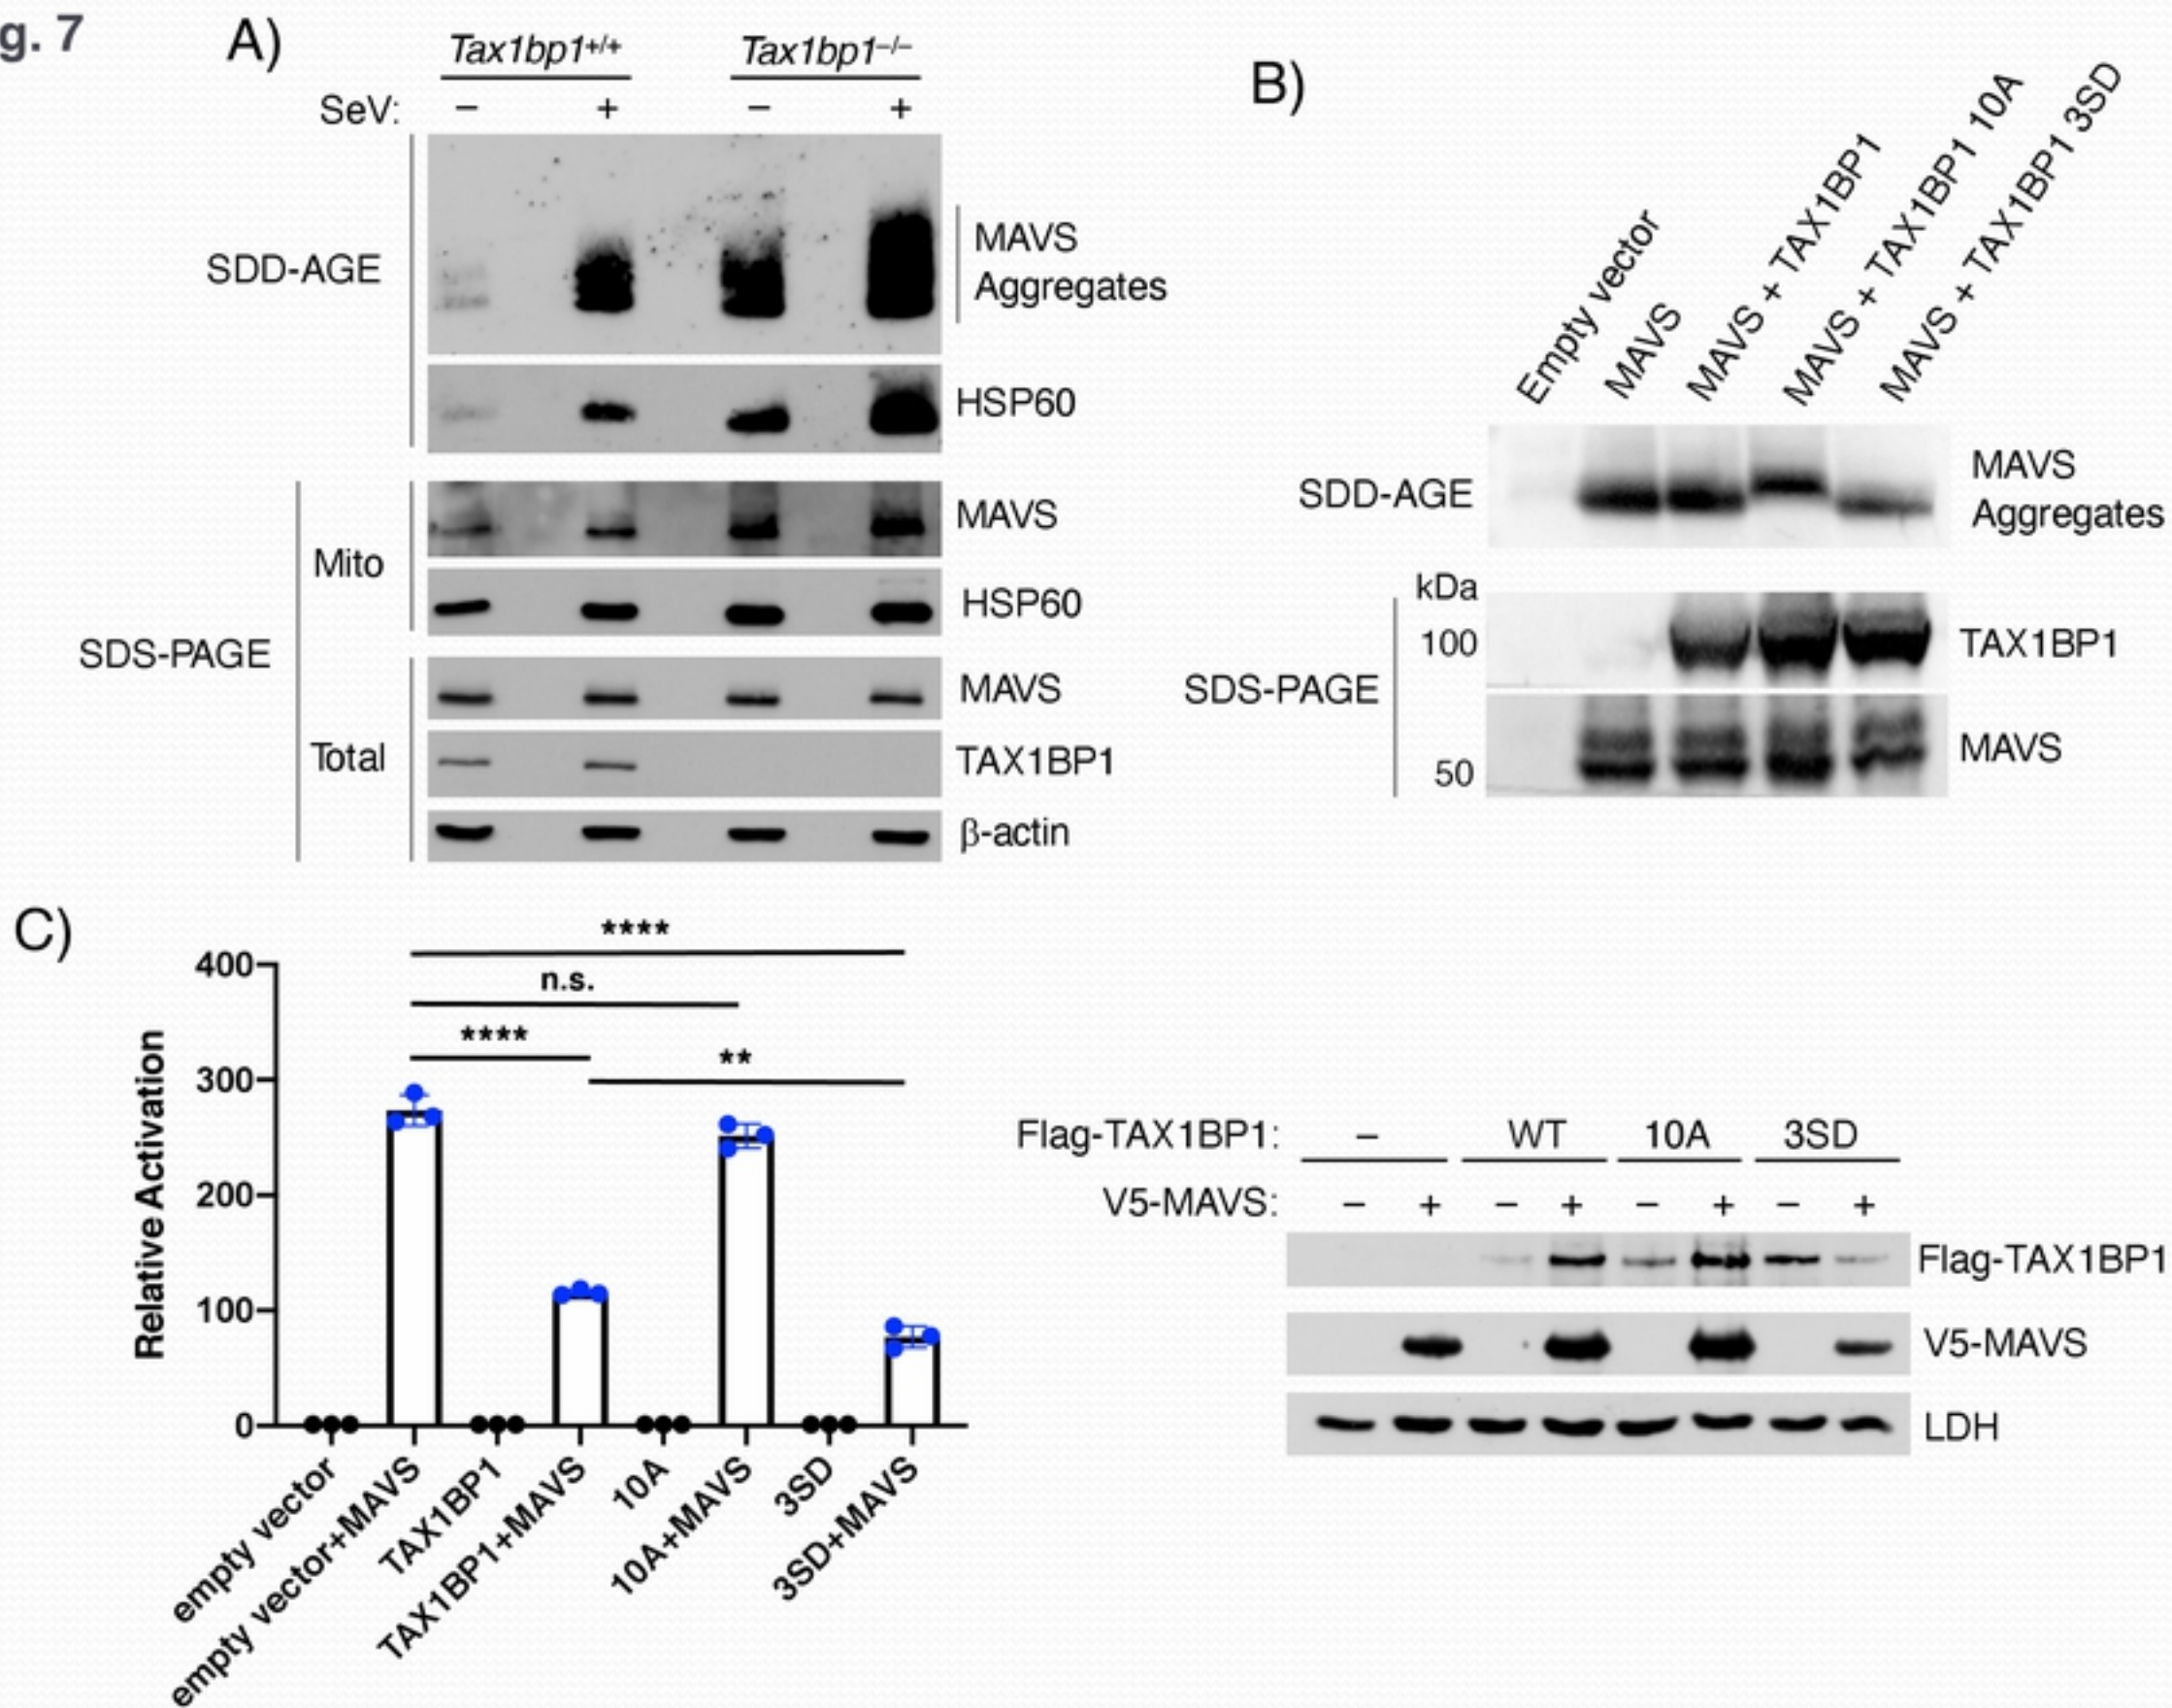 g. 7
A)
Tax1bp1+/+ Tax1bp1–/–
SeV: – + – +
SDD-AGE
MAVS
Aggregates
HSP60
SDS-PAGE
Mito
MAVS
HSP60
Total
MAVS
TAX1BP1
β-actin
B)
Empty vector
MAVS
MAVS + TAX1BP1
MAVS + TAX1BP1 10A
MAVS + TAX1BP1 3SD
SDD-AGE
MAVS
Aggregates
kDa
SDS-PAGE
100
TAX1BP1
50
MAVS
C)
Relative Activation
400
300
200
100
0
****
n.s.
****
**
empty vector
empty vector+MAVS
TAX1BP1
TAX1BP1+MAVS
10A
10A+MAVS
3SD
3SD+MAVS
Flag-TAX1BP1: – WT 10A 3SD
V5-MAVS: – + – + – + – +
Flag-TAX1BP1
V5-MAVS
LDH